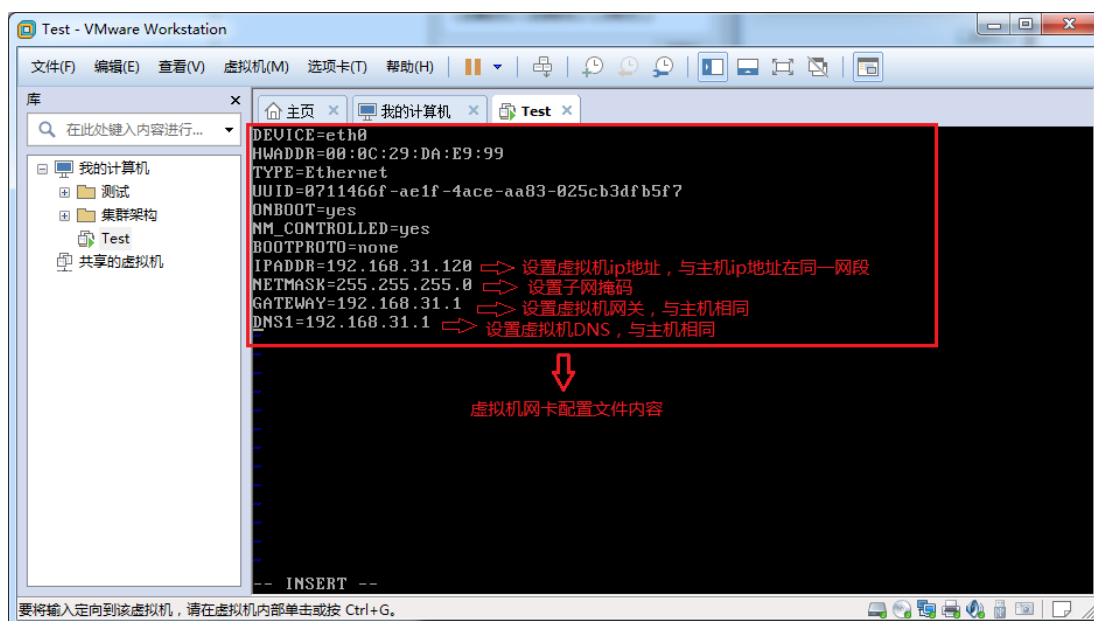 Test - VMware Workstation
文件(F) 编辑(E) 查看(V) 虚拟机(M) 选项卡(T) 帮助(H)
库 x
在此处键入内容进行...
我的计算机
测试
集群架构
Test
共享的虚拟机
主页 × 我的计算机 × Test ×
DEVICE=eth0
HWADDR=00:0C:29:DA:E9:99
TYPE=Ethernet
UUID=0711466f-ae1f-4ace-aa83-025cb3dfb5f7
ONBOOT=yes
NM_CONTROLLED=yes
BOOTPROTO=none
IPADDR=192.168.31.120 设置虚拟机ip地址，与主机ip地址在同一网段
NETMASK=255.255.255.0 设置子网掩码
GATEWAY=192.168.31.1 设置虚拟机网关，与主机相同
DNS1=192.168.31.1 设置虚拟机DNS，与主机相同
虚拟机网卡配置文件内容
-- INSERT --
要将输入定向到该虚拟机，请在虚拟机内部单击或按 Ctrl+G。